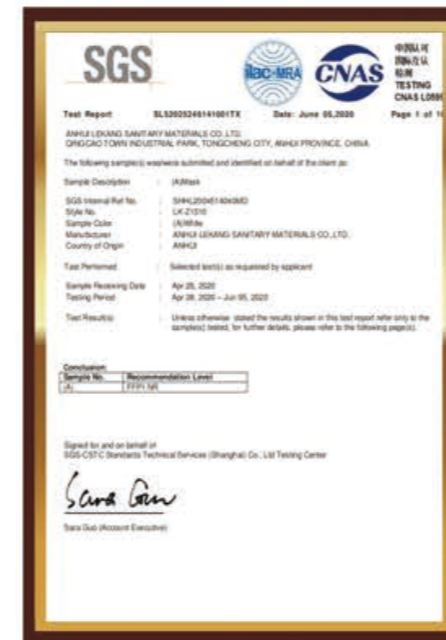 SGS
ilac-MRA
CNAS
中国认可
国际互认
检测
TESTING
CNAS L059
Test Report SL52025246141001TX Date: June 05,2020 Page 1 of 1
ANHUI LEKANG SANITARY MATERIALS CO.,LTD.
QINGCAO TOWN INDUSTRIAL PARK, TONGCHENG CITY, ANHUI PROVINCE, CHINA
The following sample(s) was/were submitted and identified on behalf of the client as:
Sample Description : (A)Mask
SGS Internal Ref No. :
Style No. : LK-Z1510
Sample Color : (A)White
Manufacturer : ANHUI LEKANG SANITARY MATERIALS CO.,LTD.
Country of Origin : ANHUI
Test Performed : Selected test(s) as requested by applicant
Sample Receiving Date : Apr 28, 2020
Testing Period : Apr 28, 2020 – Jun 05, 2020
Test Result(s) : Unless otherwise stated the results shown in this test report refer only to the
sample(s) tested, for further details, please refer to the following page(s).
Conclusion:
Sample No. Recommendation Level
(A) FFP1 NR
Signed for and on behalf of
SGS-CSTC Standards Technical Services (Shanghai) Co., Ltd Testing Center
Sara Guo
Sara Guo (Account Executive)